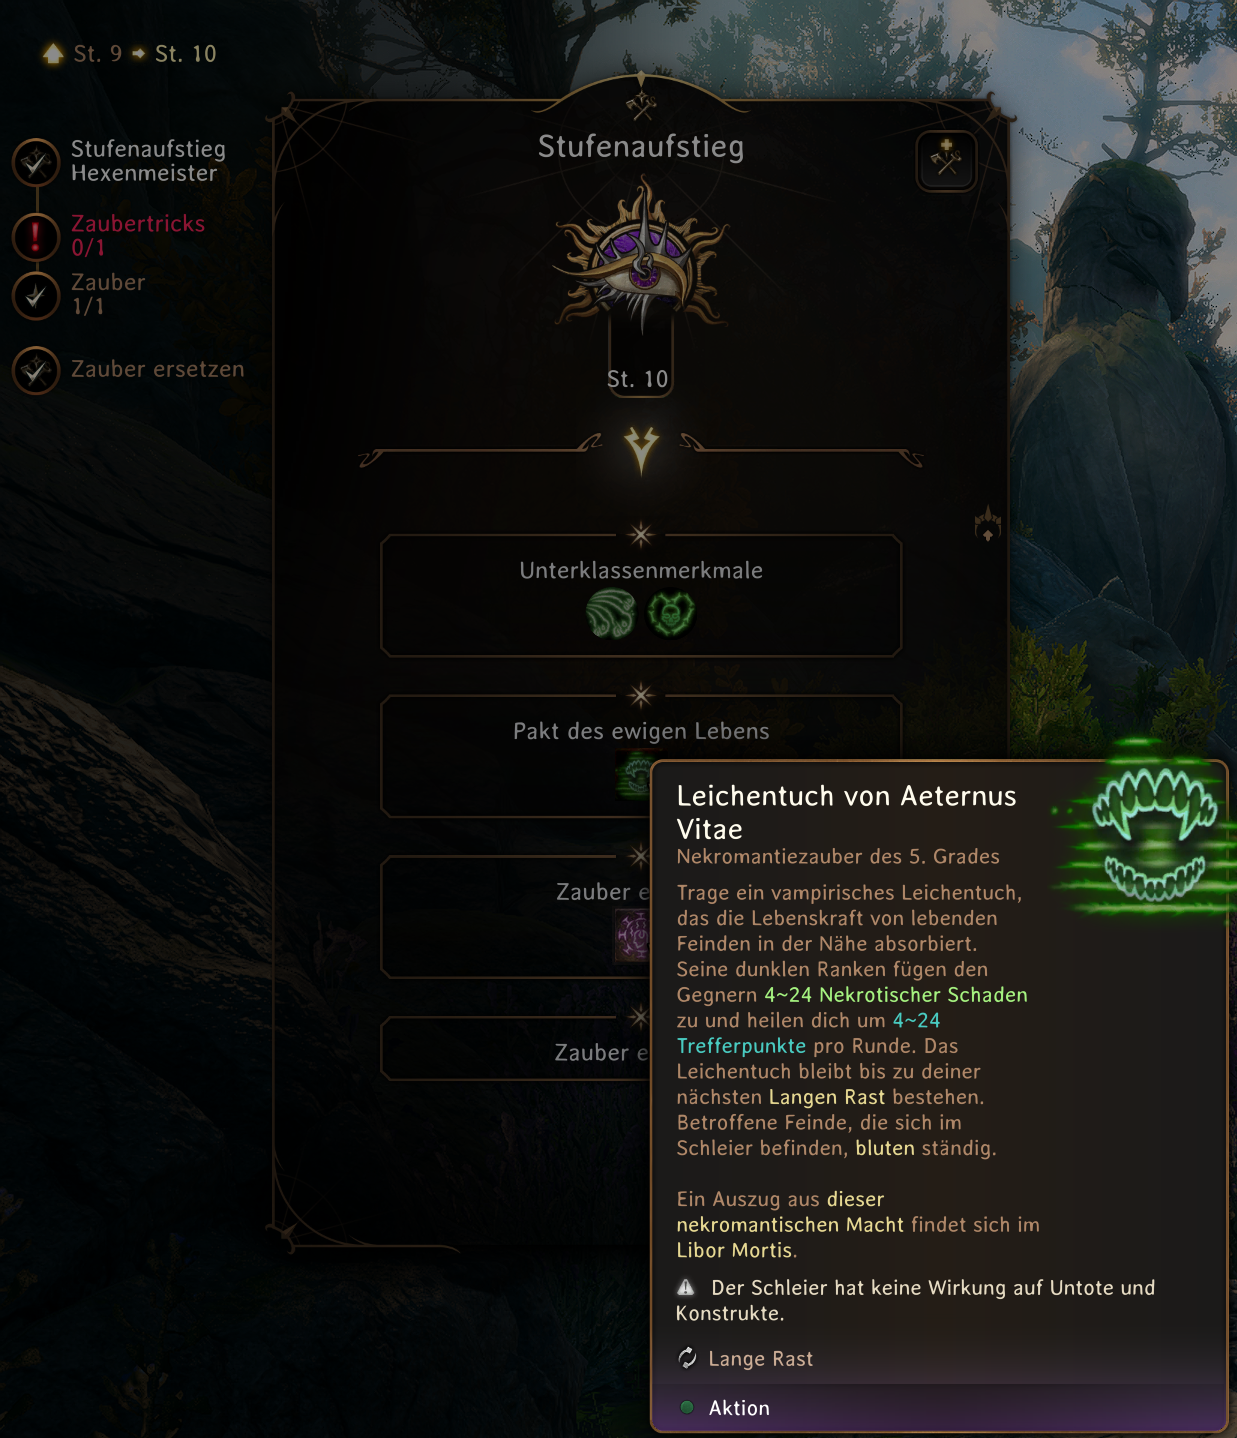 St. 9 St. 10
Stufenaufstieg
Hexenmeister
Zaubertricks
0/1
Zauber
1/1
Zauber ersetzen
Stufenaufstieg
St. 10
Unterklassenmerkmale
Pakt des ewigen Lebens
Zauber e
Zauber e
Leichentuch von Aeternus
Vitae
Nekromantiezauber des 5. Grades
Trage ein vampirisches Leichentuch,
das die Lebenskraft von lebenden
Feinden in der Nähe absorbiert.
Seine dunklen Ranken fügen den
Gegnern 4~24 Nekrotischer Schaden
zu und heilen dich um 4~24
Trefferpunkte pro Runde. Das
Leichentuch bleibt bis zu deiner
nächsten Langen Rast bestehen.
Betroffene Feinde, die sich im
Schleier befinden, bluten ständig.
Ein Auszug aus dieser
nekromantischen Macht findet sich im
Libor Mortis.
Der Schleier hat keine Wirkung auf Untote und
Konstrukte.
Lange Rast
Aktion